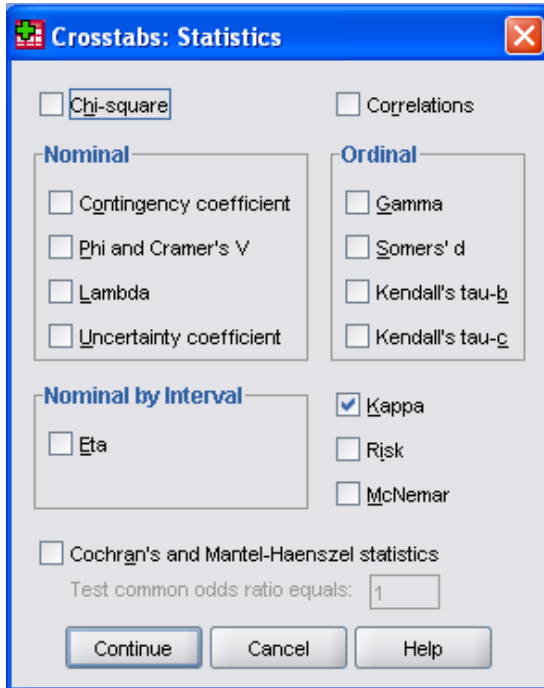 Crosstabs: Statistics
Chi-square
Correlations
Nominal
Contingency coefficient
Phi and Cramer's V
Lambda
Uncertainty coefficient
Ordinal
Gamma
Somers' d
Kendall's tau-b
Kendall's tau-c
Nominal by Interval
Eta
Kappa
Risk
McNemar
Cochran's and Mantel-Haenszel statistics
Test common odds ratio equals: 1
Continue
Cancel
Help